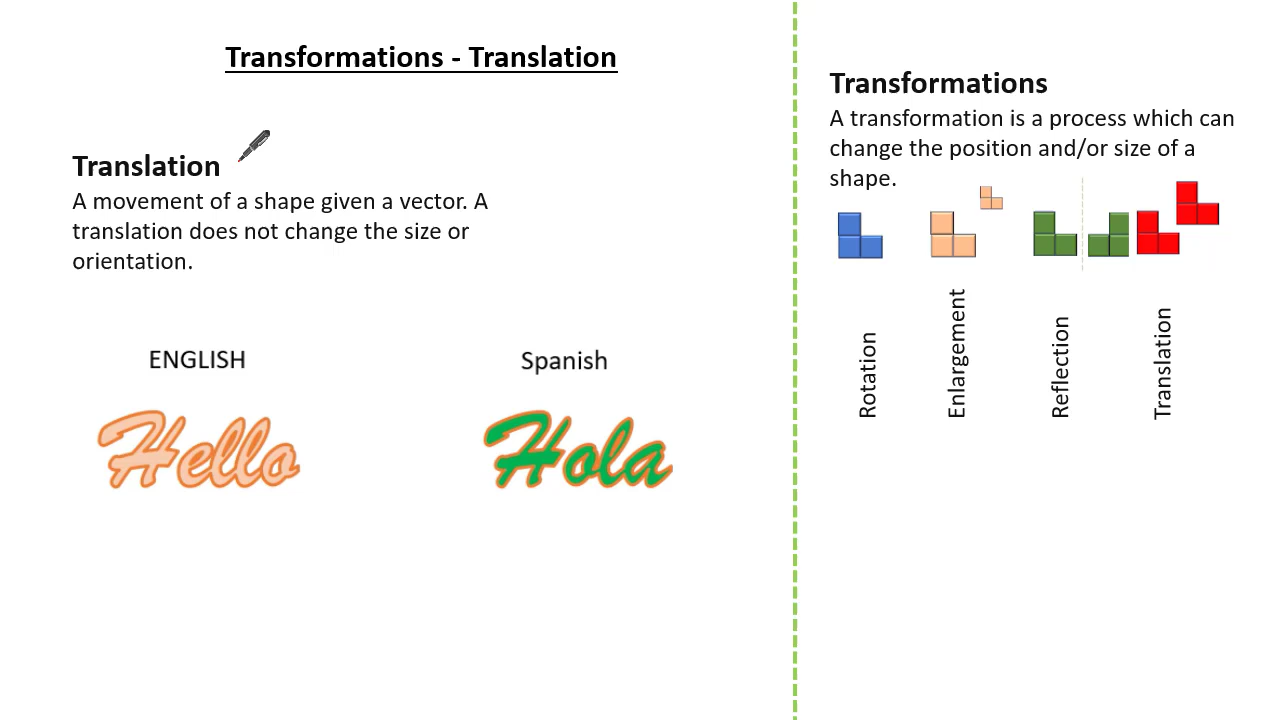 Transformations - Translation
Translation
A movement of a shape given a vector. A
translation does not change the size or
orientation.
ENGLISH
Spanish
Hello
Hola
Transformations
A transformation is a process which can
change the position and/or size of a
shape.
Rotation
Enlargement
Reflection
Translation